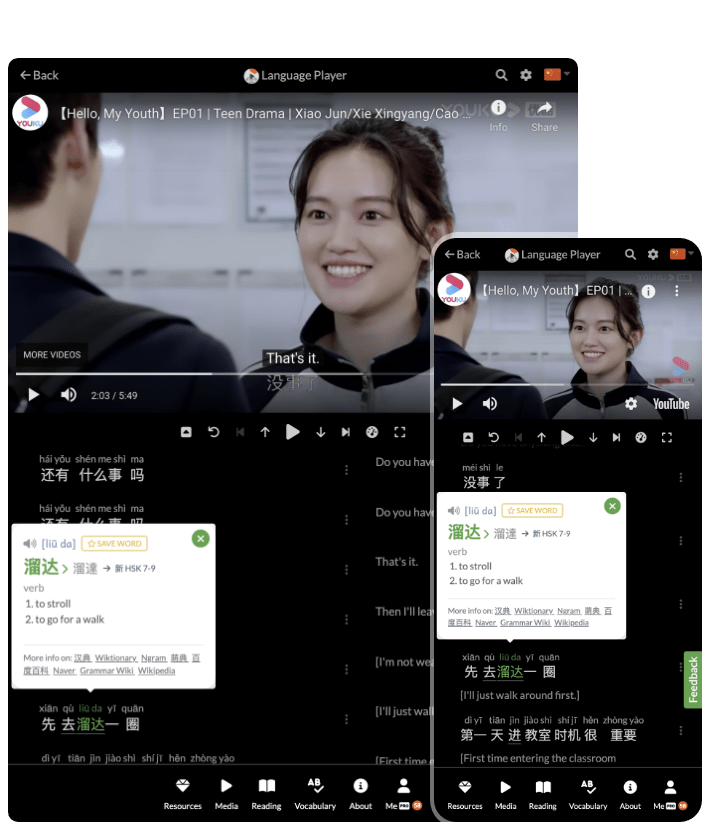 Back
Language Player
YOUKU
【Hello, My Youth】EP01 | Teen Drama | Xiao Jun/Xie Xingyang/Cao ...
YOUKU
Info
Share
MORE VIDEOS
That's it.
没事了
2:03 / 5:49
hái yǒu shén me shì ma
还有 什么事 吗
Do you have
hái yǒu shén me shì ma
还有 什么事 吗
Do you have
That's it.
Then I'll lea
[I'm not wea
[I'll just wal
[First time
[liū da] SAVE WORD
溜达 溜達 → 新 HSK 7-9
verb
1. to stroll
2. to go for a walk
More info on: 汉典 Wiktionary Ngram 萌典 百
度百科 Naver Grammar Wiki Wikipedia
xiān qù liū da yī quān
先 去 溜达 一 圈
dì yī tiān jìn jiào shì shí jī hěn zhòng yào
Resources
Media
Reading
Vocabulary
About
Me PRO 58
Back
Language Player
YOUKU
【Hello, My Youth】EP01 | ...
YouTube
méi shì le
没事 了
[liū da] SAVE WORD
溜达 溜達 → 新 HSK 7-9
verb
1. to stroll
2. to go for a walk
More info on: 汉典 Wiktionary Ngram 萌典 百
度百科 Naver Grammar Wiki Wikipedia
xiān qù liū da yī quān
先 去 溜达 一 圈
[I'll just walk around first.]
dì yī tiān jìn jiào shì shí jī hěn zhòng yào
第一 天 进 教室 时机 很 重要
[First time entering the classroom
Feedback
Resources
Media
Reading
Vocabulary
About
Me PRO 58